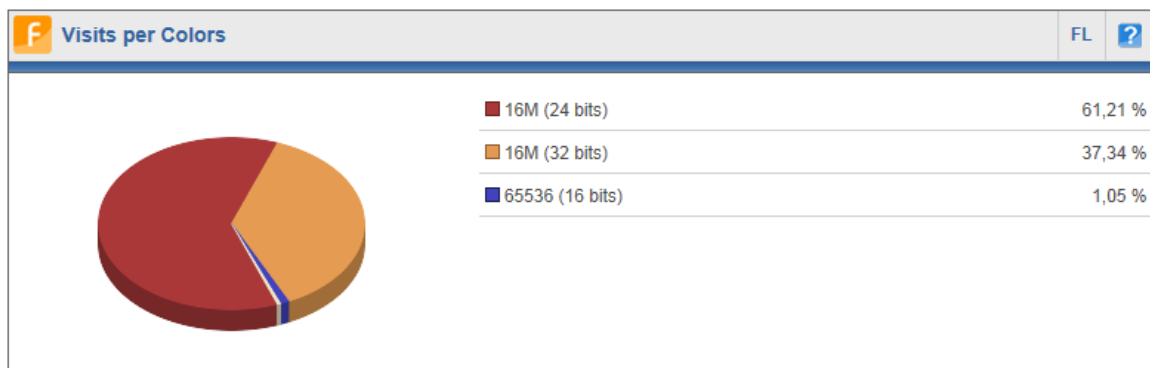 Visits per Colors FL ?
16M (24 bits) 61,21 %
16M (32 bits) 37,34 %
65536 (16 bits) 1,05 %